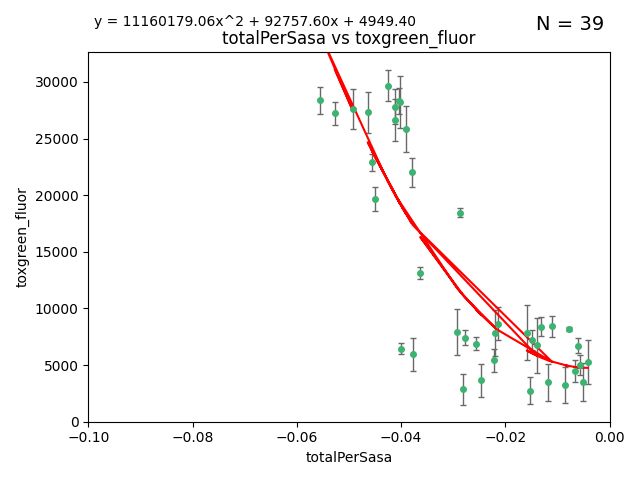 y = 11160179.06x^2 + 92757.60x + 4949.40
N = 39
totalPerSasa vs toxgreen_fluor
30000
25000
20000
15000
10000
5000
0
toxgreen_fluor
−0.10 −0.08 −0.06 −0.04 −0.02 0.00
totalPerSasa